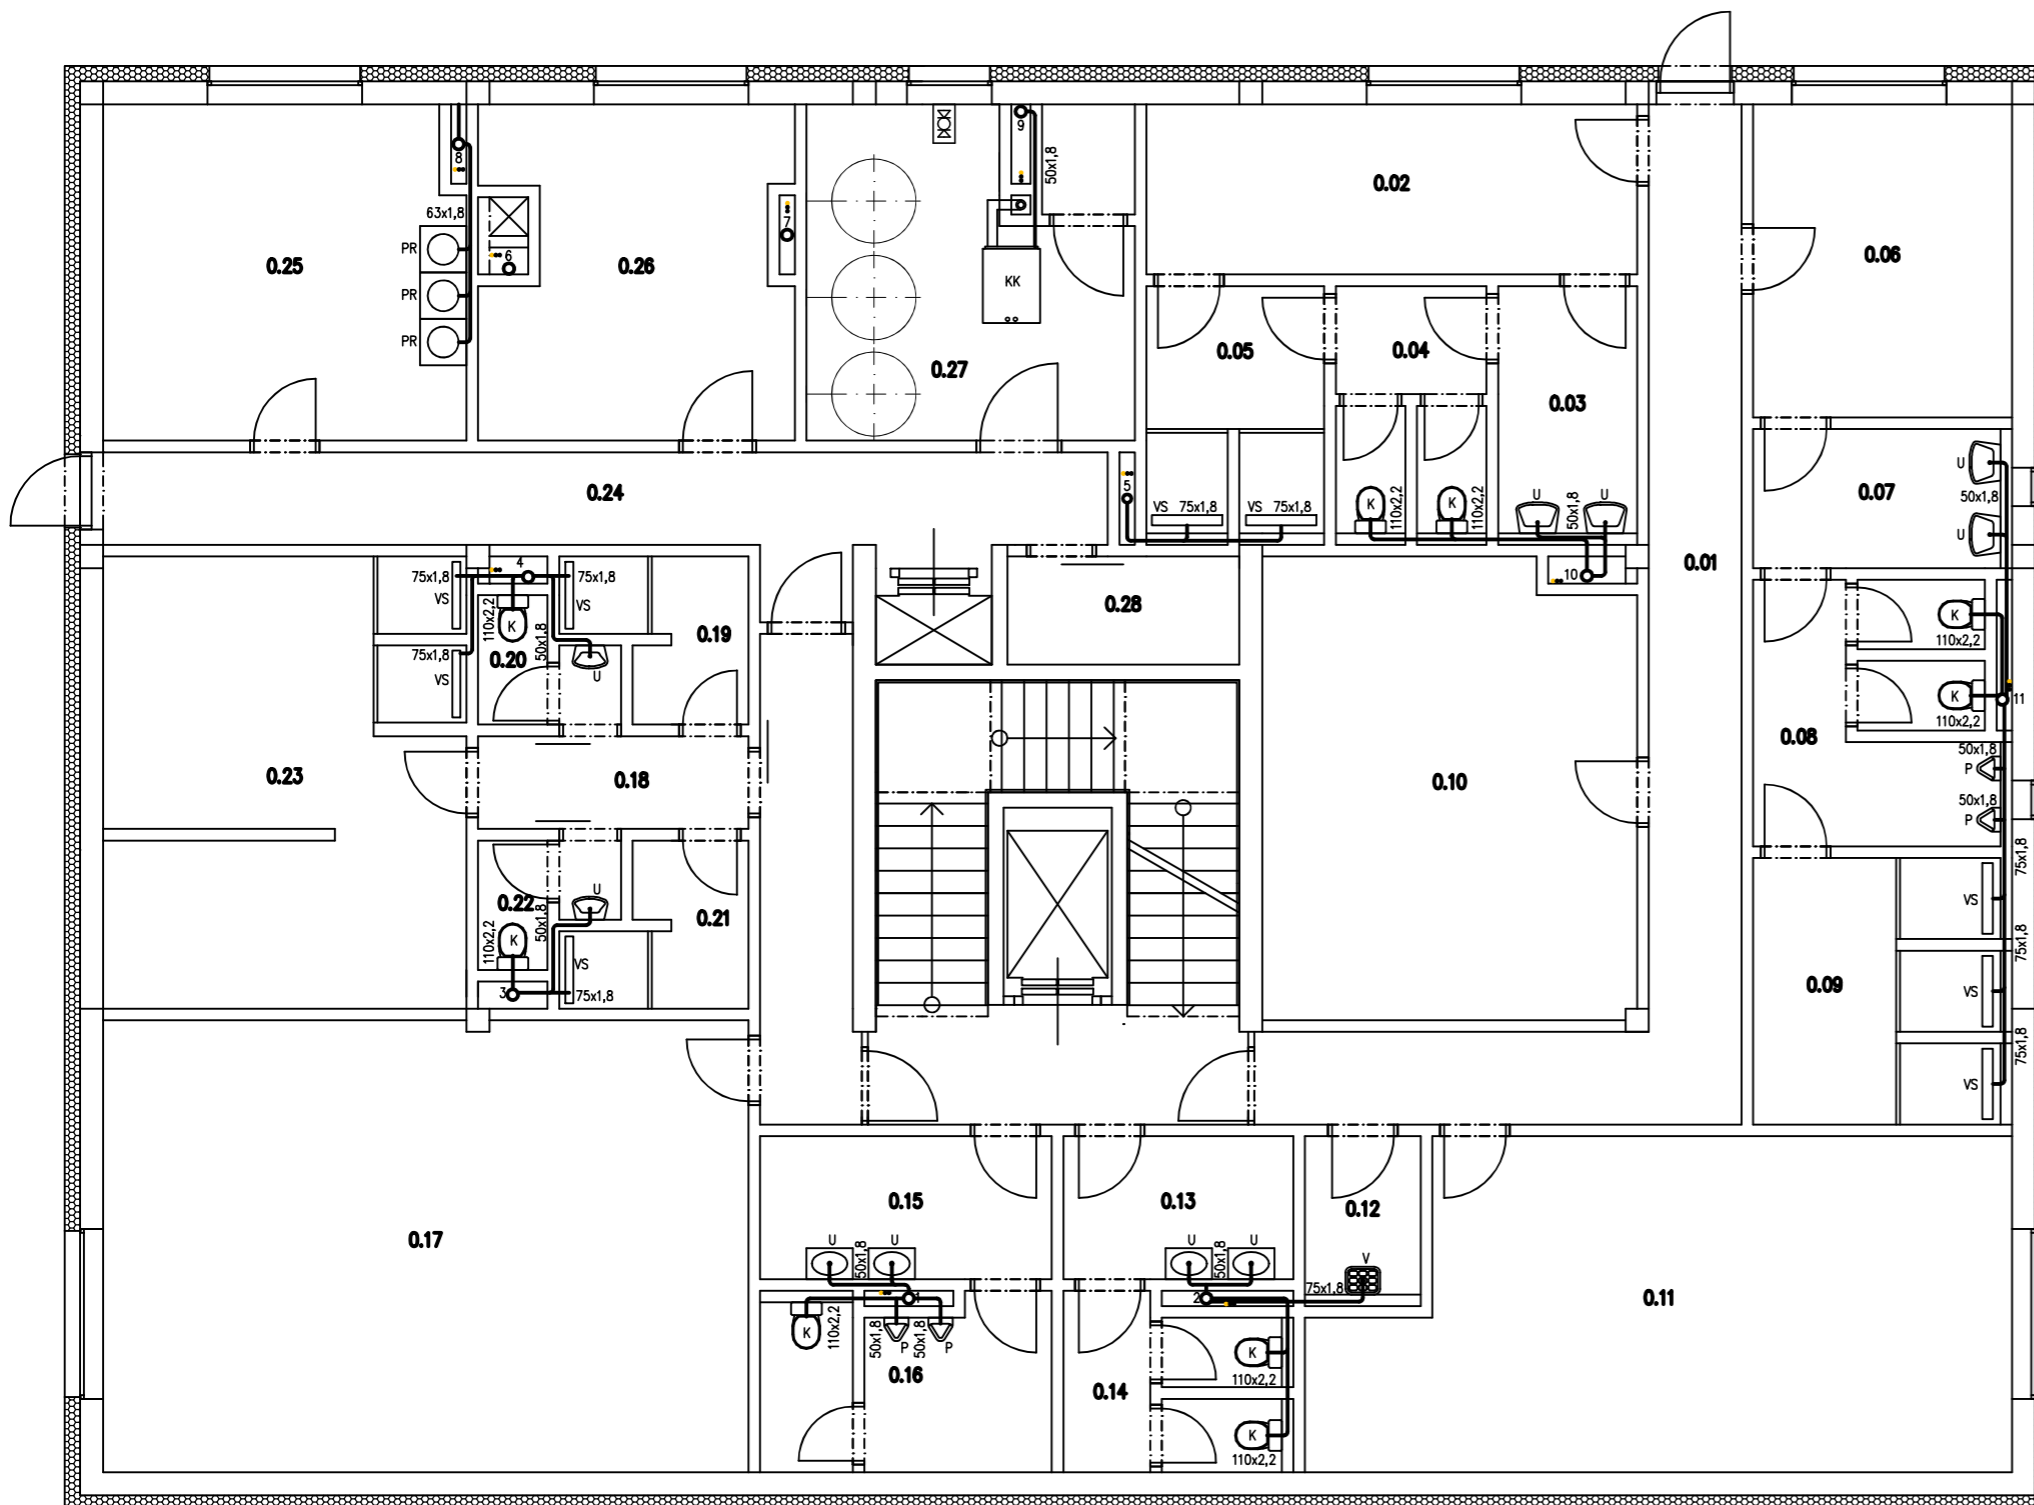 9
50x1,8
8
63x1,8
PR
PR
PR
0.25
6
0.26
7
KK
0.27
0.02
0.05
0.04
0.03
0.06
0.24
5
VS 75x1,8
VS 75x1,8
K
110x2,2
K
110x2,2
U
50x1,8
U
10
0.01
U
50x1,8
U
0.07
75x1,8
VS
4
75x1,8
VS
110x2,2
K
50x1,8
0.20
75x1,8
VS
U
0.19
0.28
K
110x2,2
K
110x2,2
11
0.08
50x1,8
P
50x1,8
P
0.23
0.18
0.10
0.22
110x2,2
K
50x1,8
U
VS
75x1,8
3
0.21
75x1,8
VS
75x1,8
VS
75x1,8
VS
0.09
0.17
0.15
U
50x1,8
U
1
0.13
U
50x1,8
U
2
0.12
V
75x1,8
0.11
K
110x2,2
50x1,8
P
50x1,8
P
0.16
0.14
K
110x2,2
K
110x2,2